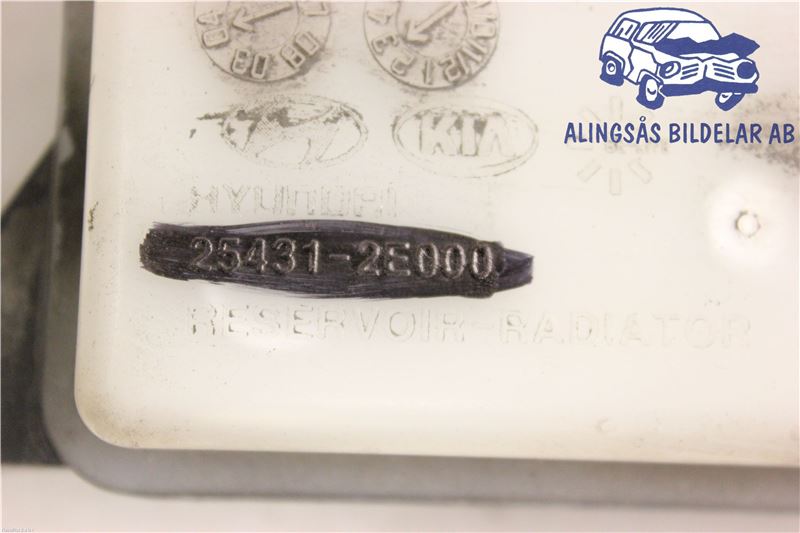 ALINGSÅS BILDELAR AB
KIA
HYUNDAI
25431-2E000
RESERVOIR-RADIATOR